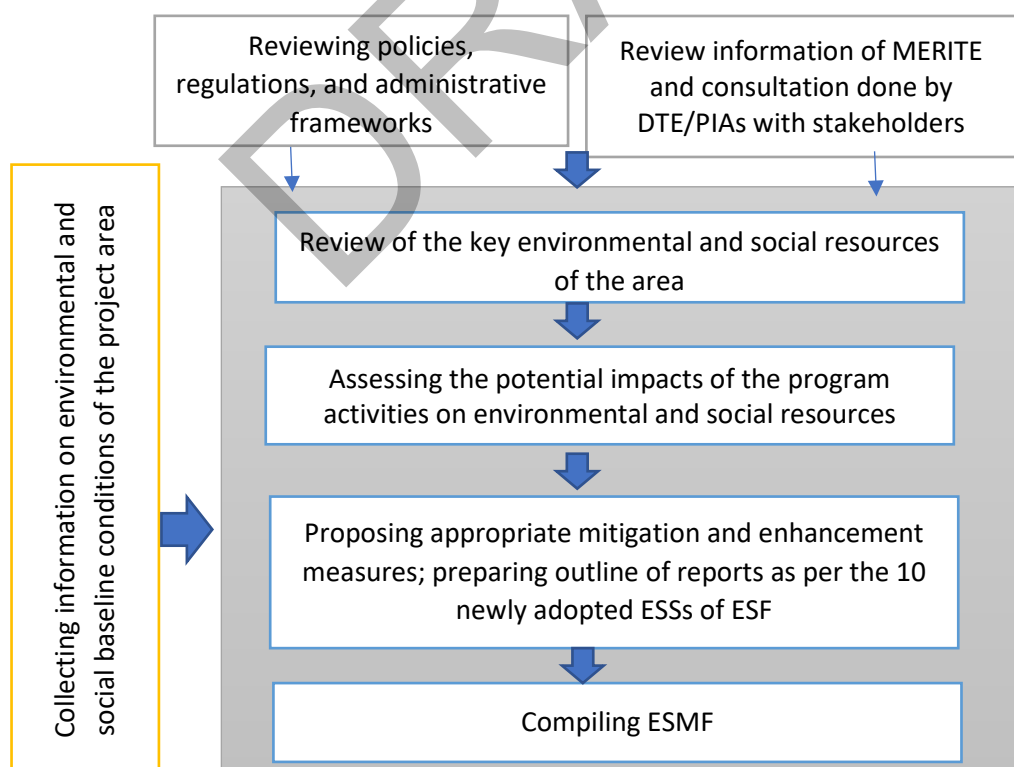 Reviewing policies,
regulations, and administrative
frameworks
Review information of MERITE
and consultation done by
DTE/PIAs with stakeholders
Collecting information on environmental and
social baseline conditions of the project area
Review of the key environmental and social resources
of the area
Assessing the potential impacts of the program
activities on environmental and social resources
Proposing appropriate mitigation and enhancement
measures; preparing outline of reports as per the 10
newly adopted ESSs of ESF
Compiling ESMF